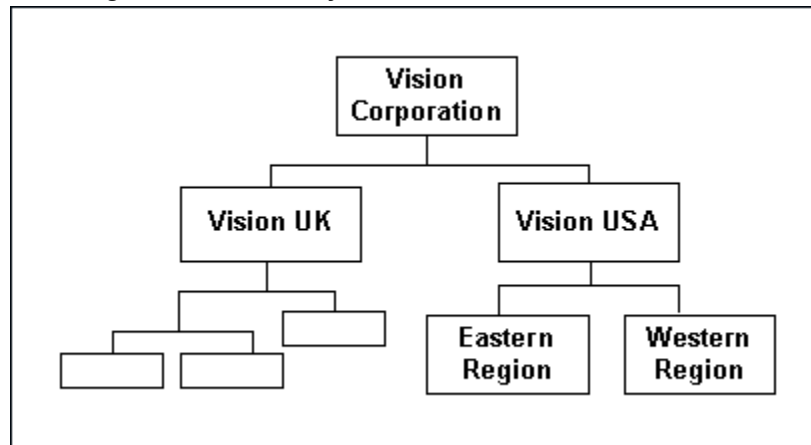 Vision
Corporation
Vision UK
Vision USA
Eastern
Region
Western
Region